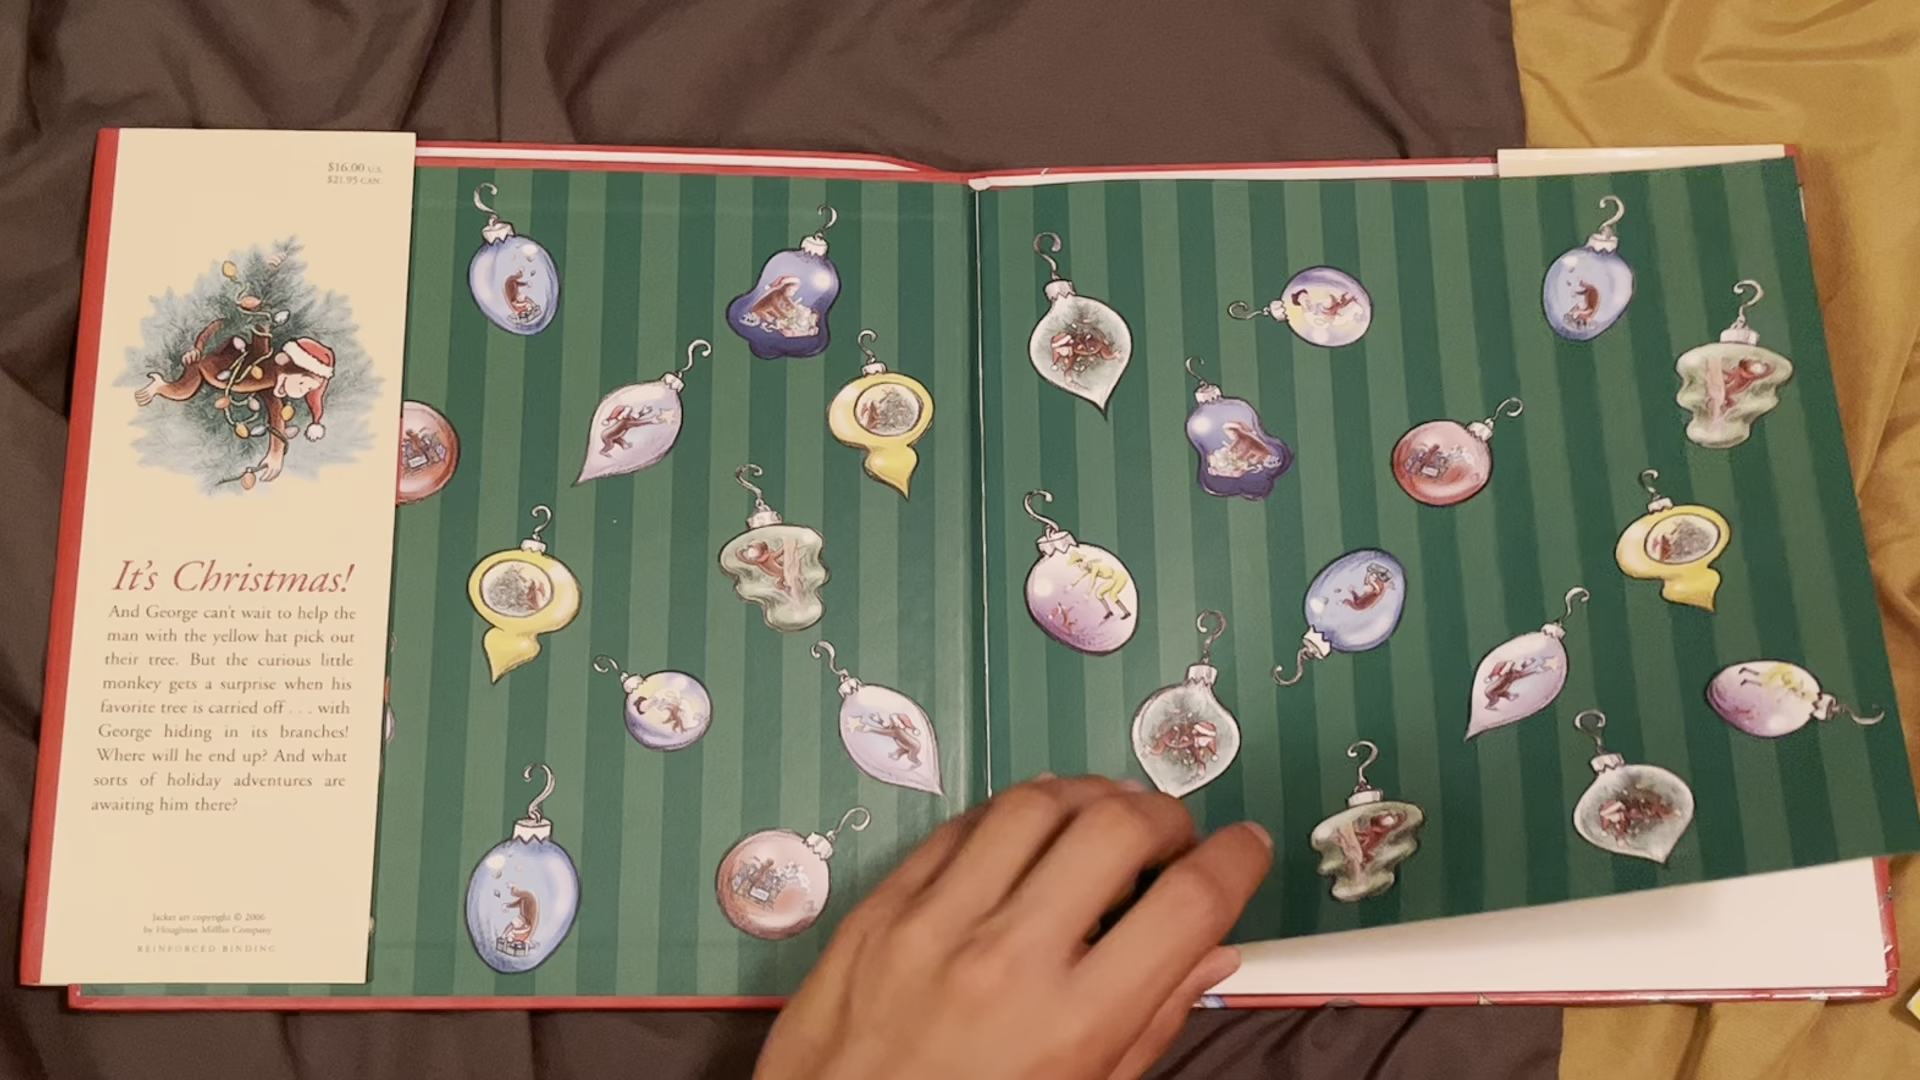 $16.00 U.S.
$21.95 CAN.
It's Christmas!
And George can't wait to help the
man with the yellow hat pick out
their tree. But the curious little
monkey gets a surprise when his
favorite tree is carried off . . . with
George hiding in its branches!
Where will he end up? And what
sorts of holiday adventures are
awaiting him there?
Jacket art copyright © 2006
by Houghton Mifflin Company
REINFORCED BINDING